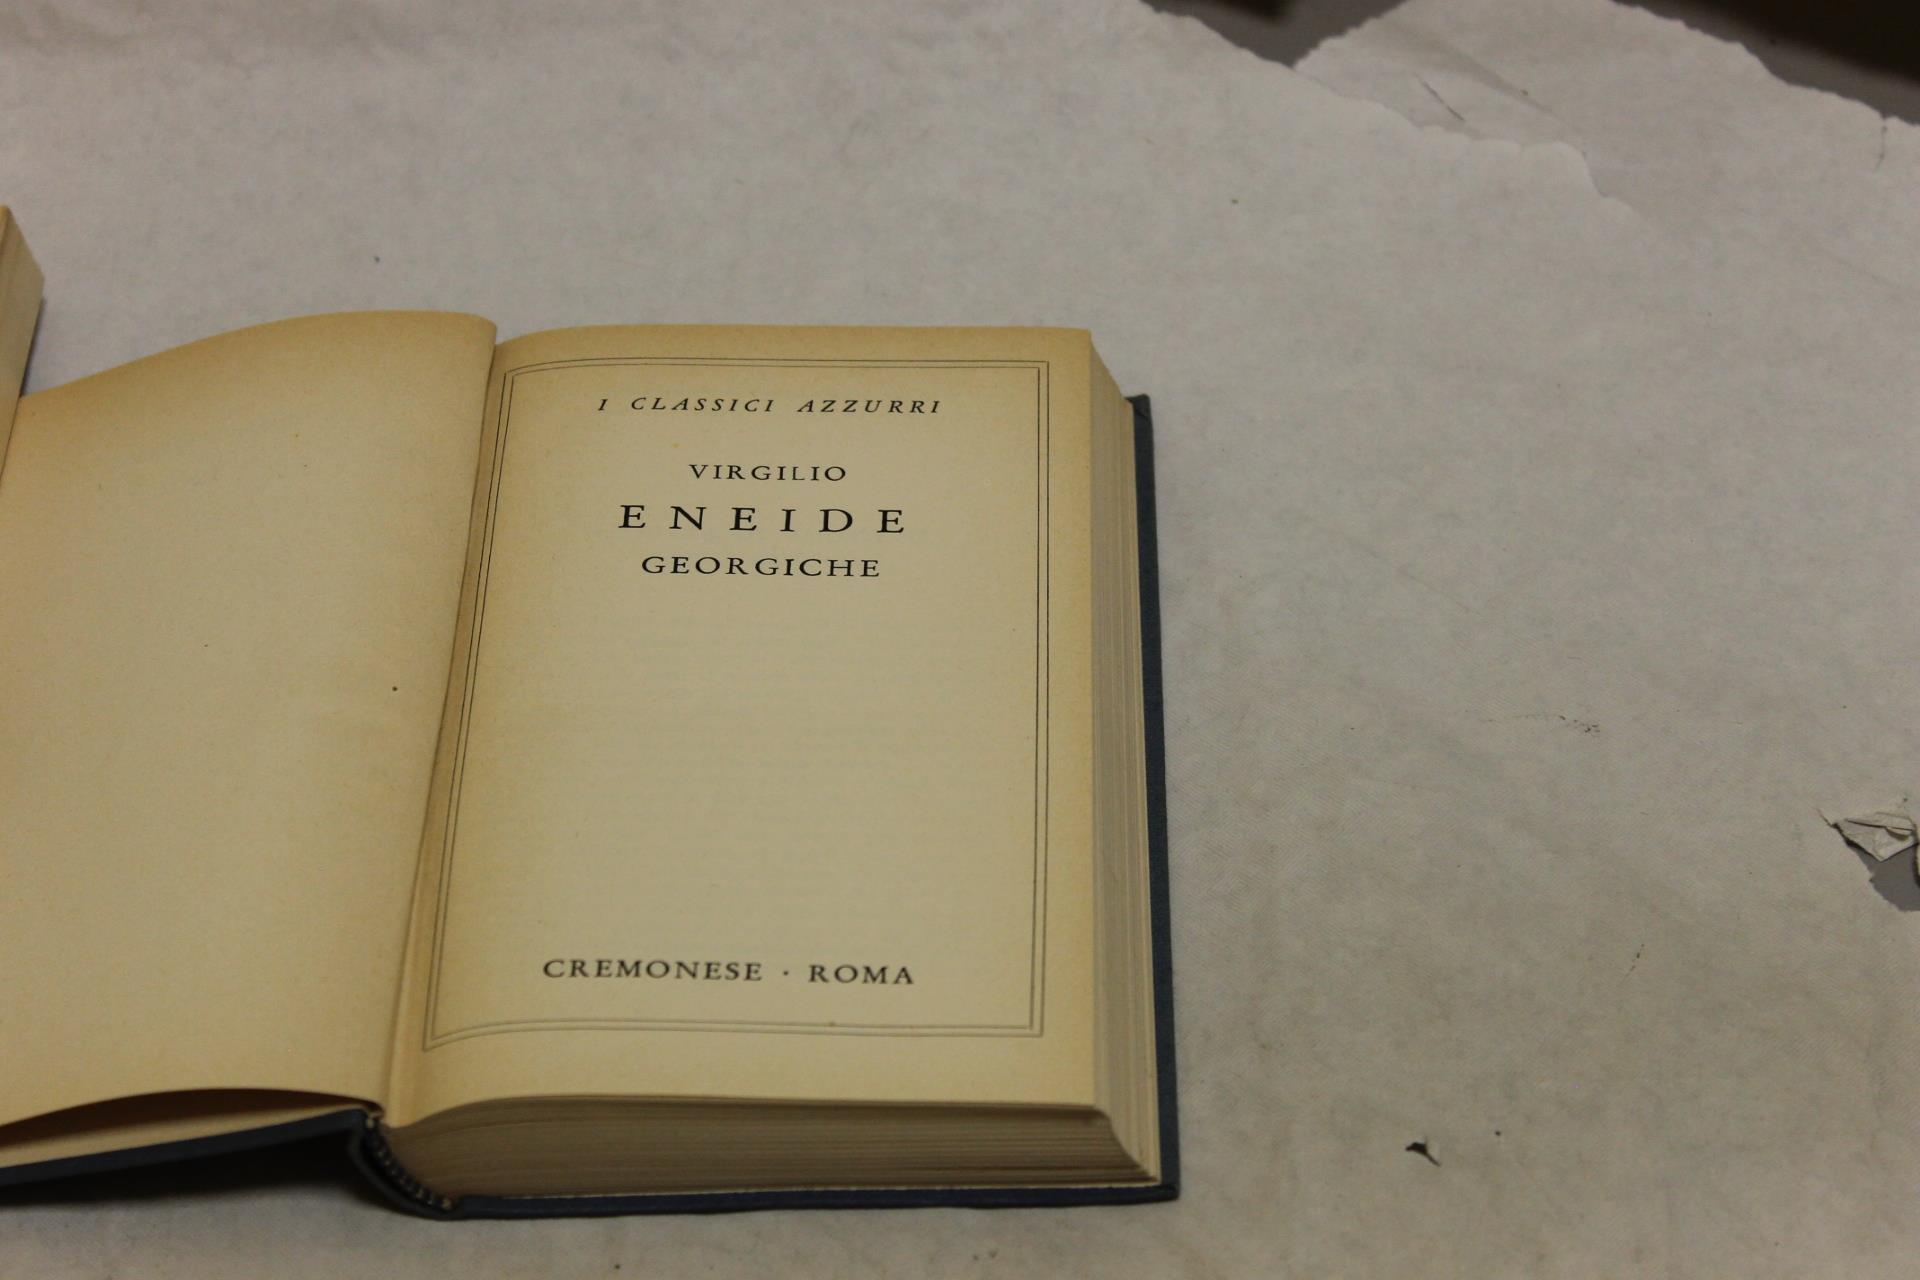 I CLASSICI AZZURRI
VIRGILIO
ENEIDE
GEORGICHE
CREMONESE · ROMA